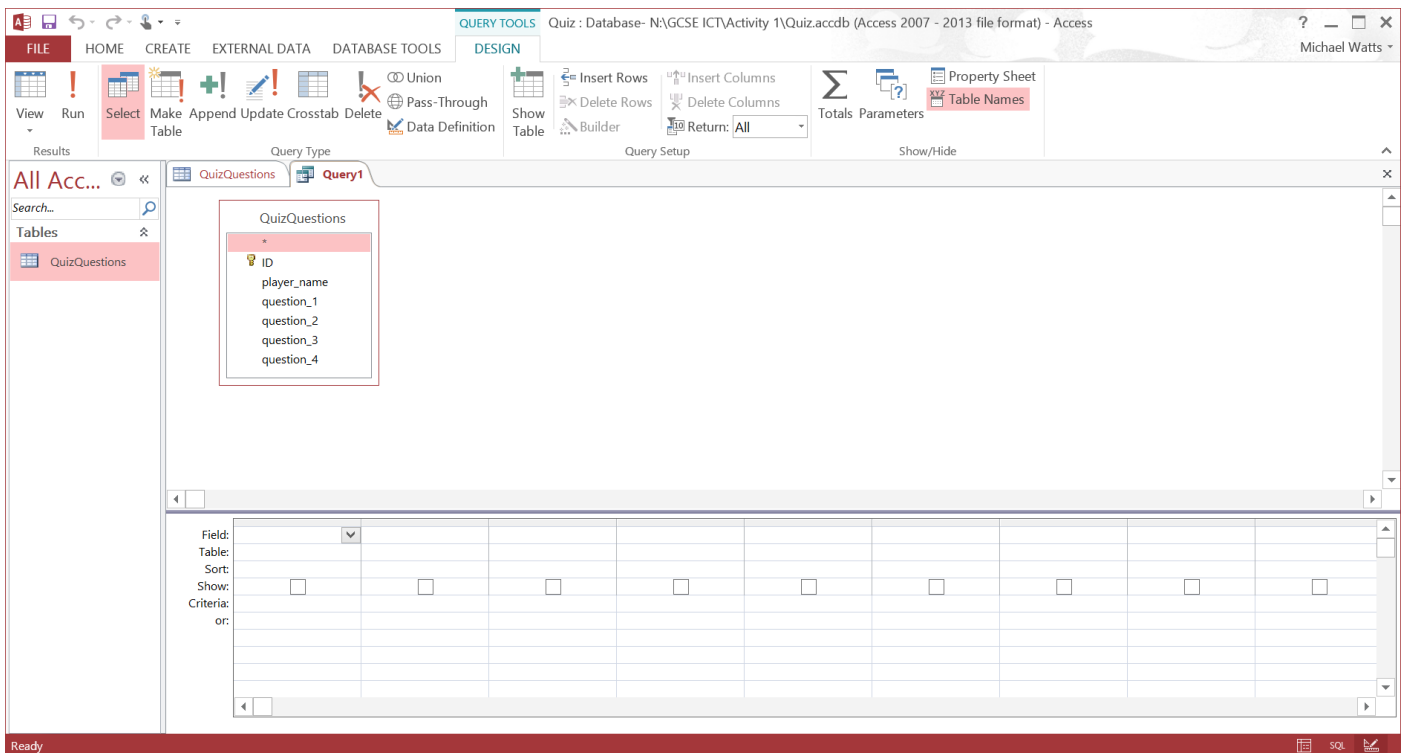 QUERY TOOLS Quiz : Database- N:\GCSE ICT\Activity 1\Quiz.accdb (Access 2007 - 2013 file format) - Access ?
FILE HOME CREATE EXTERNAL DATA DATABASE TOOLS DESIGN Michael Watts
View Run Select Make Table Append Update Crosstab Delete
Union
Pass-Through
Data Definition
Show Table
Insert Rows
Delete Rows
Builder
Insert Columns
Delete Columns
Return: All
Totals Parameters
Property Sheet
Table Names
Results Query Type Query Setup Show/Hide
All Acc... «
Search...
Tables
QuizQuestions
QuizQuestions Query1
QuizQuestions
*
ID
player_name
question_1
question_2
question_3
question_4
Field:
Table:
Sort:
Show:
Criteria:
or:
Ready SQL